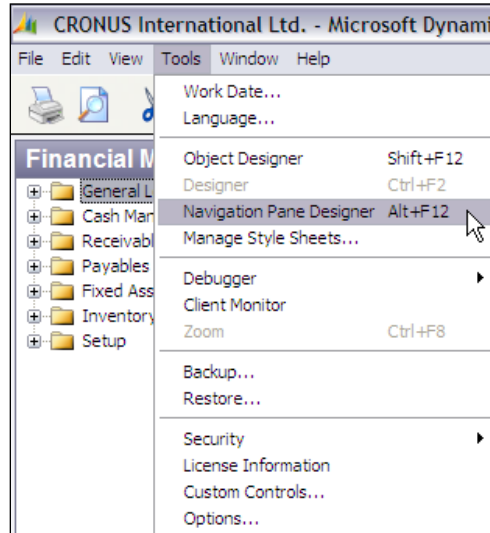 CRONUS International Ltd. - Microsoft Dynami
File Edit View Tools Window Help
Work Date...
Language...
Financial M
Object Designer Shift+F12
General L
Designer Ctrl+F2
Cash Man
Navigation Pane Designer Alt+F12
Receivabl
Manage Style Sheets...
Payables
Fixed Ass
Debugger
Inventory
Client Monitor
Setup
Zoom Ctrl+F8
Backup...
Restore...
Security
License Information
Custom Controls...
Options...